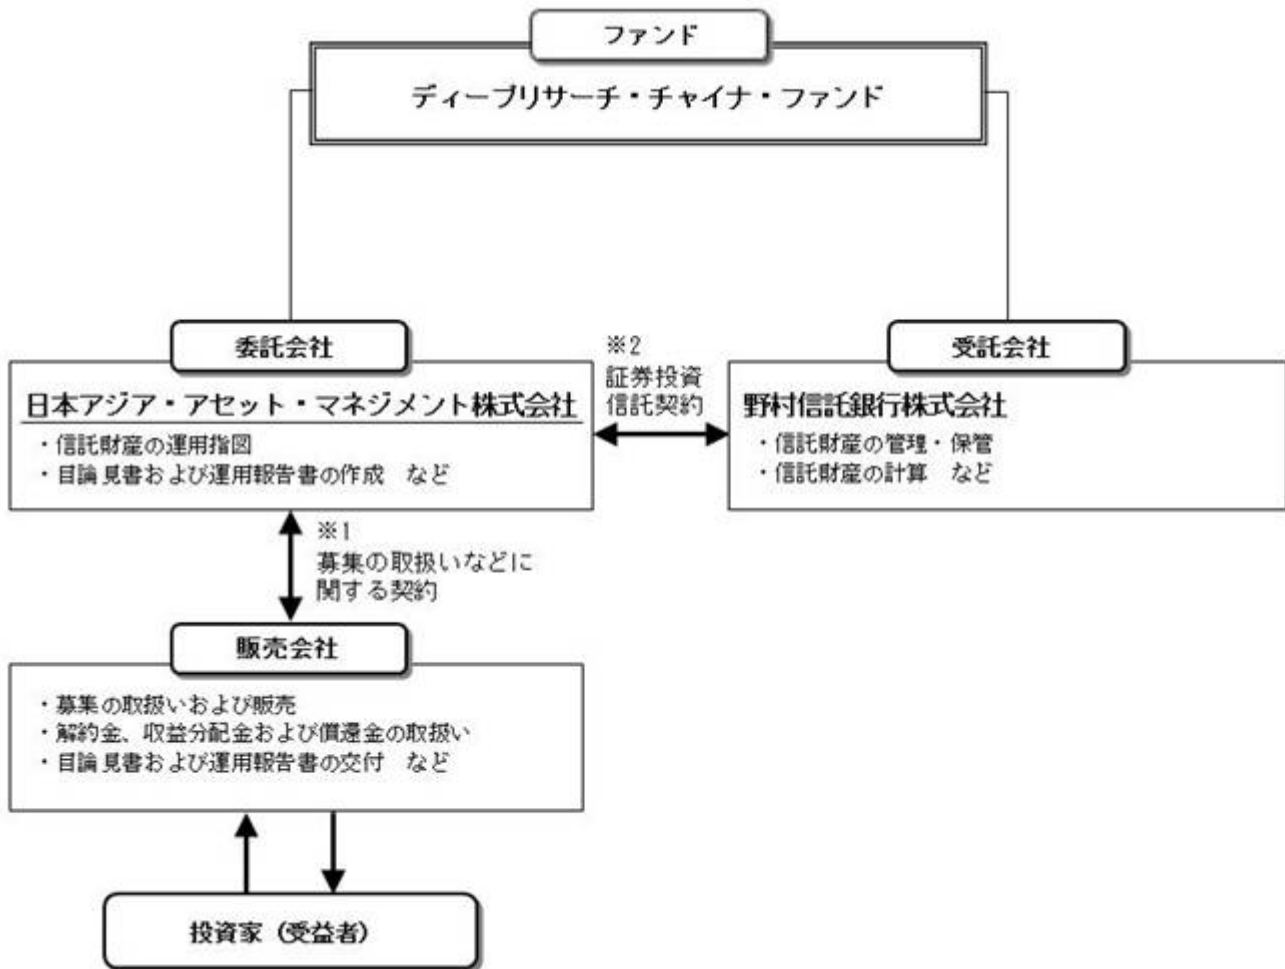 ファンド
ディープリサーチ・チャイナ・ファンド
委託会社
日本アジア・アセット・マネジメント株式会社
・信託財産の運用指図
・目論見書および運用報告書の作成　など
※2
証券投資
信託契約
受託会社
野村信託銀行株式会社
・信託財産の管理・保管
・信託財産の計算　など
※1
募集の取扱いなどに
関する契約
販売会社
・募集の取扱いおよび販売
・解約金、収益分配金および償還金の取扱い
・目論見書および運用報告書の交付　など
投資家（受益者）